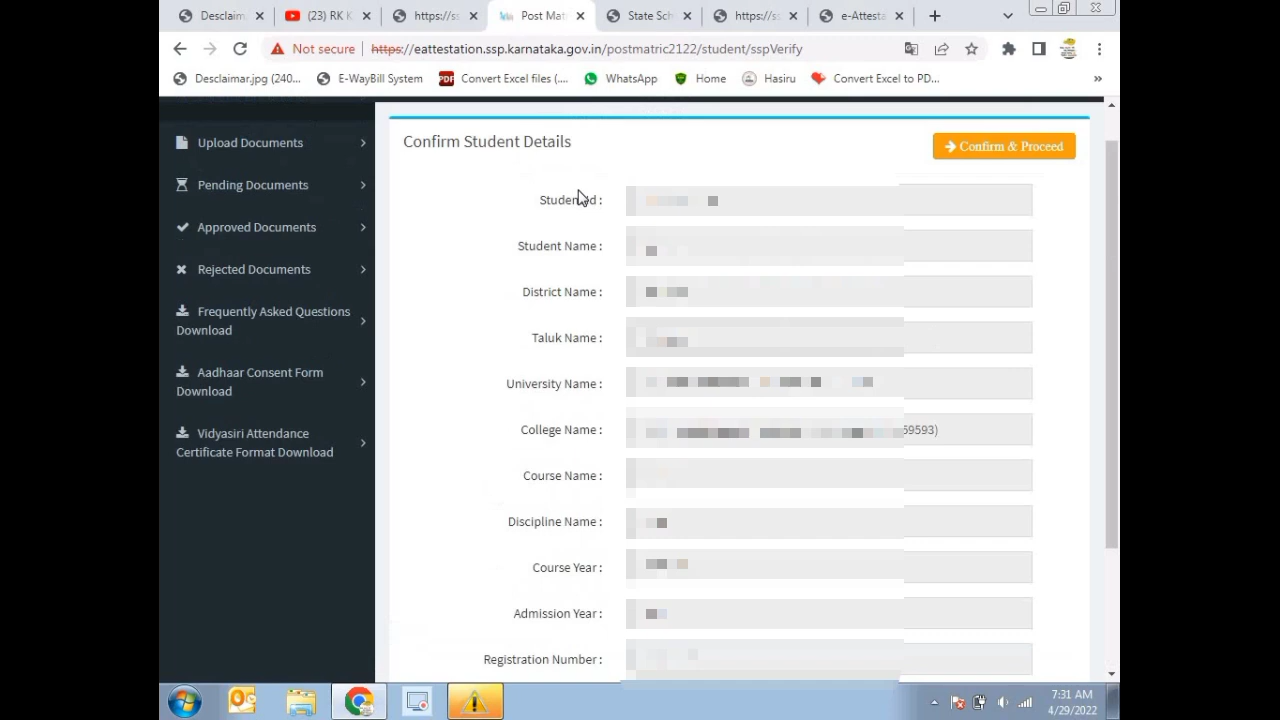 Desclaim
(23) RK K
https://s
Post Mat
State Sch
https://s
e-Attesta
Not secure https://eattestation.ssp.karnataka.gov.in/postmatric2122/student/sspVerify
Desclaimar.jpg (240...
E-WayBill System
PDF
Convert Excel files (....
WhatsApp
Home
Hasiru
Convert Excel to PD...
»
Upload Documents
Pending Documents
Approved Documents
Rejected Documents
Frequently Asked Questions
Download
Aadhaar Consent Form
Download
Vidyasiri Attendance
Certificate Format Download
Confirm Student Details
Confirm & Proceed
Student Id :
Student Name :
District Name :
Taluk Name :
University Name :
College Name :
59593)
Course Name :
Discipline Name :
Course Year :
Admission Year :
Registration Number :
7:31 AM
4/29/2022